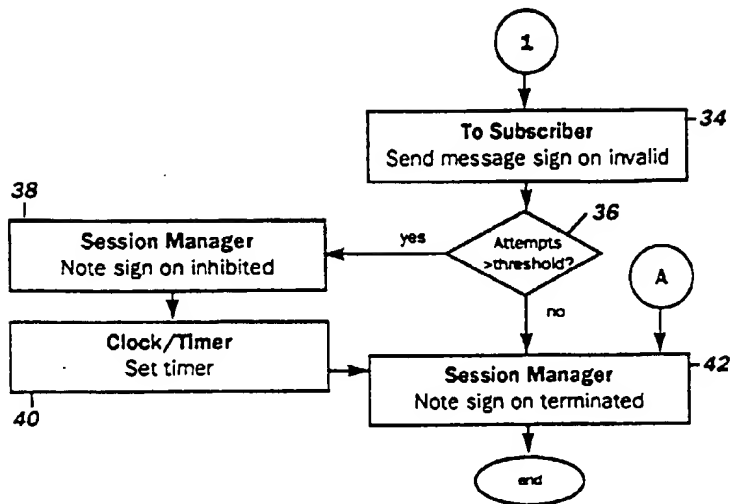 1
34
To Subscriber
Send message sign on invalid
38
36
Session Manager
Note sign on inhibited
yes
Attempts
>threshold?
A
no
Clock/Timer
Set timer
40
Session Manager
Note sign on terminated
42
end